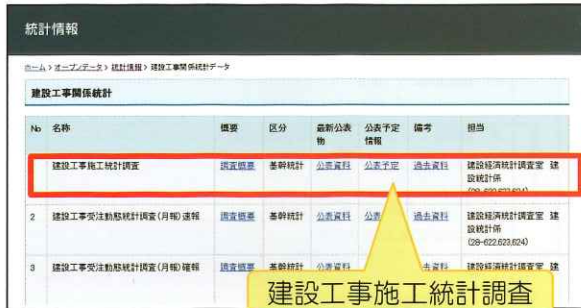 統計情報
ホーム > オープンデータ > 統計情報 > 建設工事関係統計データ
建設工事関係統計
No 名称 概要 区分 最新公表物 公表予定情報 備考 担当
建設工事施工統計調査 調査概要 基幹統計 公表資料 公表予定 過去資料 建設経済統計調査室 建設統計係
(28-622,623,624)
2 建設工事受注動態統計調査(月報)速報 調査概要 基幹統計 公表資料 公表 過去資料 建設経済統計調査室 建設統計係
(28-622,623,624)
3 建設工事受注動態統計調査(月報)確報 調査概要 基幹統計 公表資料 過去資料 建設経済統計調査室 建
建設工事施工統計調査